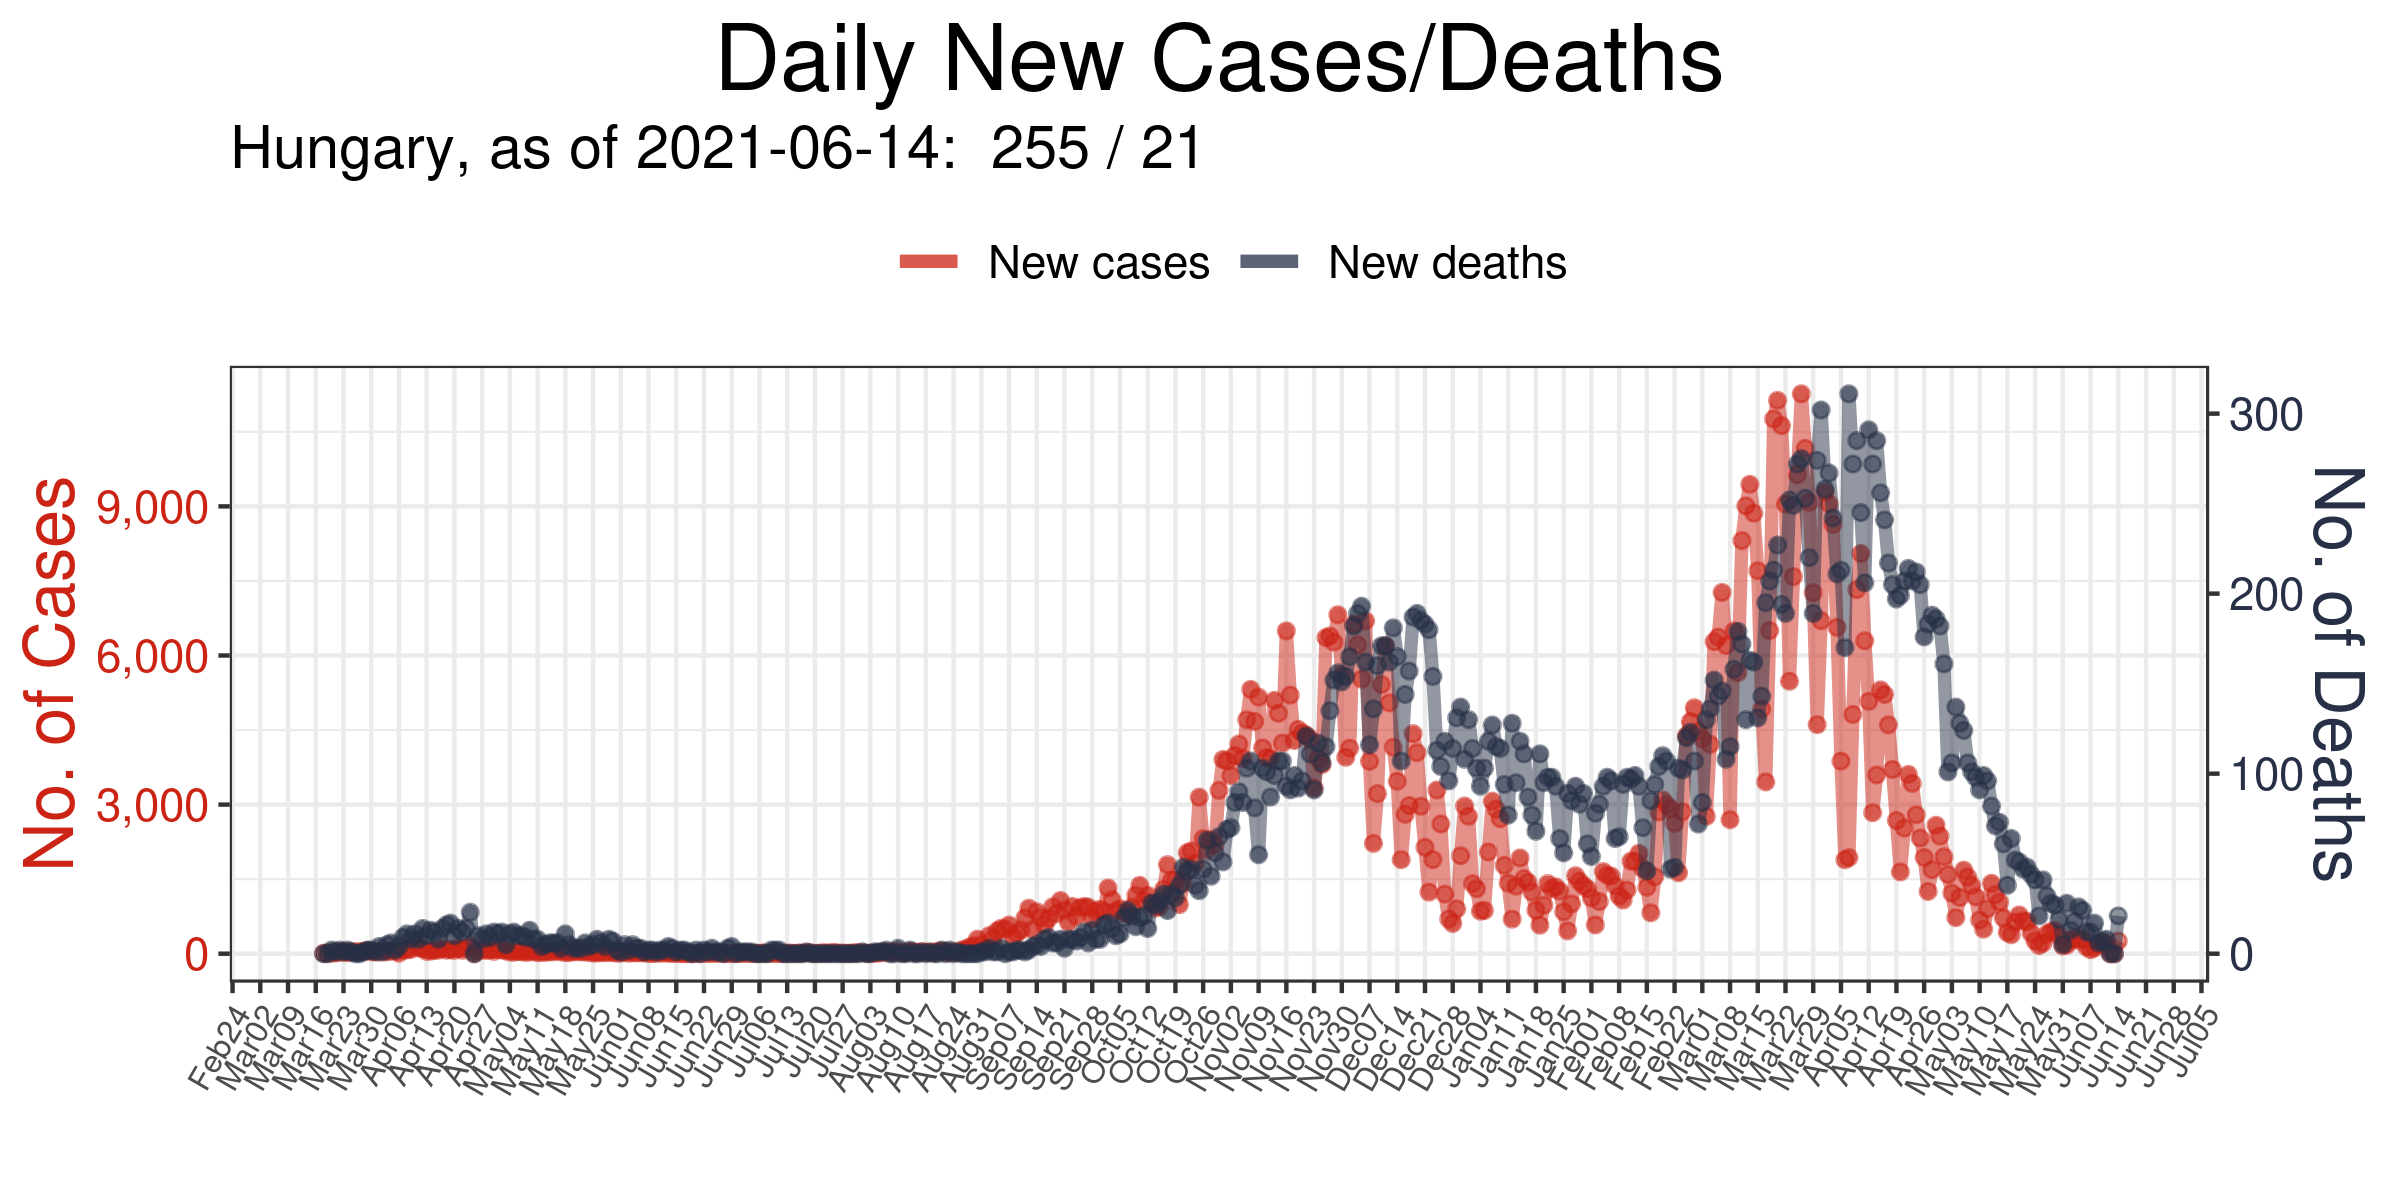 Daily New Cases/Deaths
Hungary, as of 2021-06-14:  255 / 21
New cases
New deaths
No. of Cases
9,000
6,000
3,000
0
300
200
100
0
No. of Deaths
Feb24
Mar02
Mar09
Mar16
Mar23
Mar30
Apr06
Apr13
Apr20
Apr27
May04
May11
May18
May25
Jun01
Jun08
Jun15
Jun22
Jun29
Jul06
Jul13
Jul20
Jul27
Aug03
Aug10
Aug17
Aug24
Aug31
Sep07
Sep14
Sep21
Sep28
Oct05
Oct12
Oct19
Oct26
Nov02
Nov09
Nov16
Nov23
Nov30
Dec07
Dec14
Dec21
Dec28
Jan04
Jan11
Jan18
Jan25
Feb01
Feb08
Feb15
Feb22
Mar01
Mar08
Mar15
Mar22
Mar29
Apr05
Apr12
Apr19
Apr26
May03
May10
May17
May24
May31
Jun07
Jun14
Jun21
Jun28
Jul05